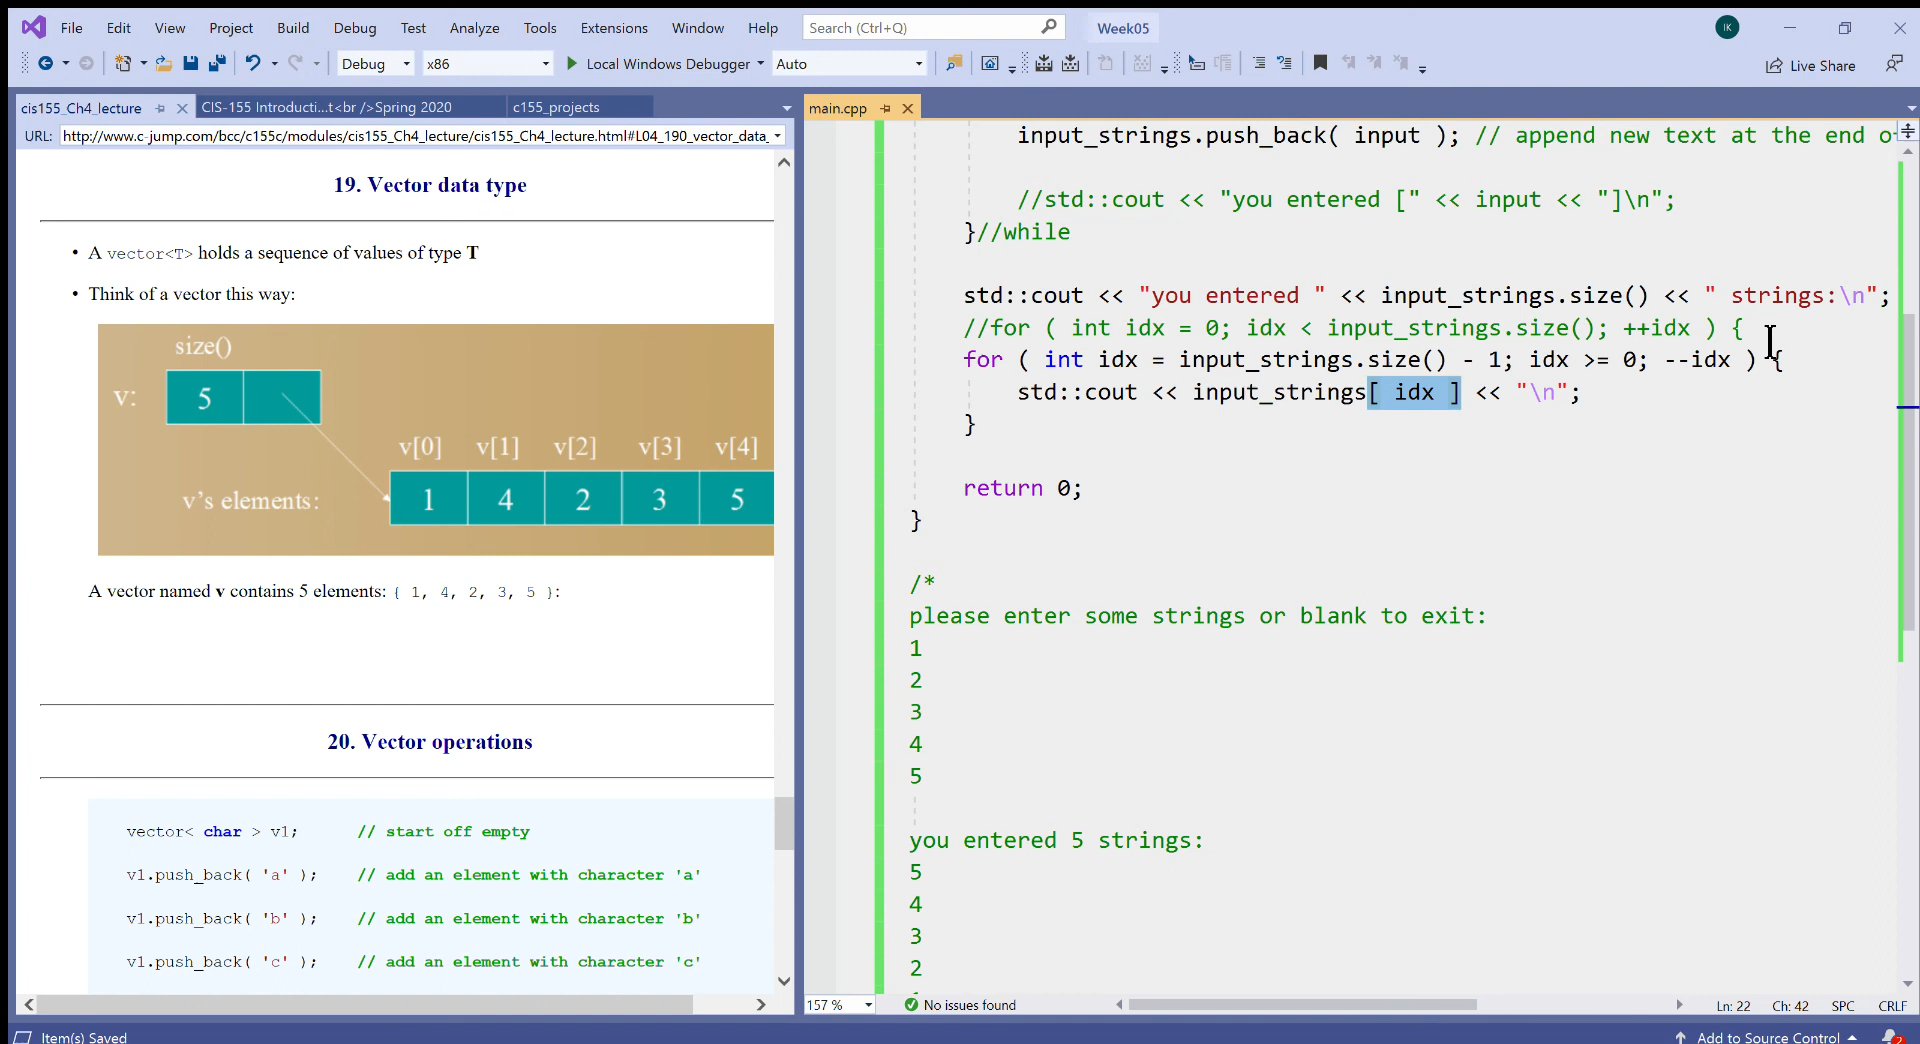 File Edit View Project Build Debug Test Analyze Tools Extensions Window Help Search (Ctrl+Q) Week05 IK
Debug x86 Local Windows Debugger Auto Live Share
cis155_Ch4_lecture CIS-155 Introducti...t<br />Spring 2020 c155_projects
URL: http://www.c-jump.com/bcc/c155c/modules/cis155_Ch4_lecture/cis155_Ch4_lecture.html#L04_190_vector_data_
19. Vector data type
• A vector<T> holds a sequence of values of type T
• Think of a vector this way:
size()
v: 5
v[0] v[1] v[2] v[3] v[4]
v's elements: 1 4 2 3 5
A vector named v contains 5 elements: { 1, 4, 2, 3, 5 }:
20. Vector operations
vector< char > v1; // start off empty
v1.push_back( 'a' ); // add an element with character 'a'
v1.push_back( 'b' ); // add an element with character 'b'
v1.push_back( 'c' ); // add an element with character 'c'
main.cpp
input_strings.push_back( input ); // append new text at the end o
//std::cout << "you entered [" << input << "]\n";
}//while
std::cout << "you entered " << input_strings.size() << " strings:\n";
//for ( int idx = 0; idx < input_strings.size(); ++idx ) {
for ( int idx = input_strings.size() - 1; idx >= 0; --idx ) {
std::cout << input_strings[ idx ] << "\n";
}
return 0;
}
/*
please enter some strings or blank to exit:
1
2
3
4
5
you entered 5 strings:
5
4
3
2
157 % No issues found Ln: 22 Ch: 42 SPC CRLF
Item(s) Saved Add to Source Control 2